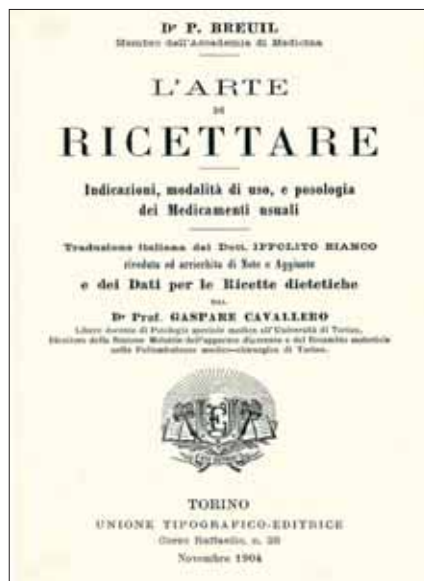 Dr P. BREUIL
Membro dell'Accademia di Medicina
L'ARTE
DI
RICETTARE
Indicazioni, modalità di uso, e posologia
dei Medicamenti usuali
Traduzione italiana del Dott. IPPOLITO BIANCO
riveduta ed arricchita di Note e Aggiunte
e dei Dati per le Ricette dietetiche
DAL
Dr Prof. GASPARE CAVALLERO
Libero docente di Patologia speciale medica all'Università di Torino,
Direttore della Sezione Malattie dell'apparato digerente e del Ricambio materiale
nella Poliambulanza medico-chirurgica di Torino.
TORINO
UNIONE TIPOGRAFICO-EDITRICE
Corso Raffaello, n. 28
Novembre 1904